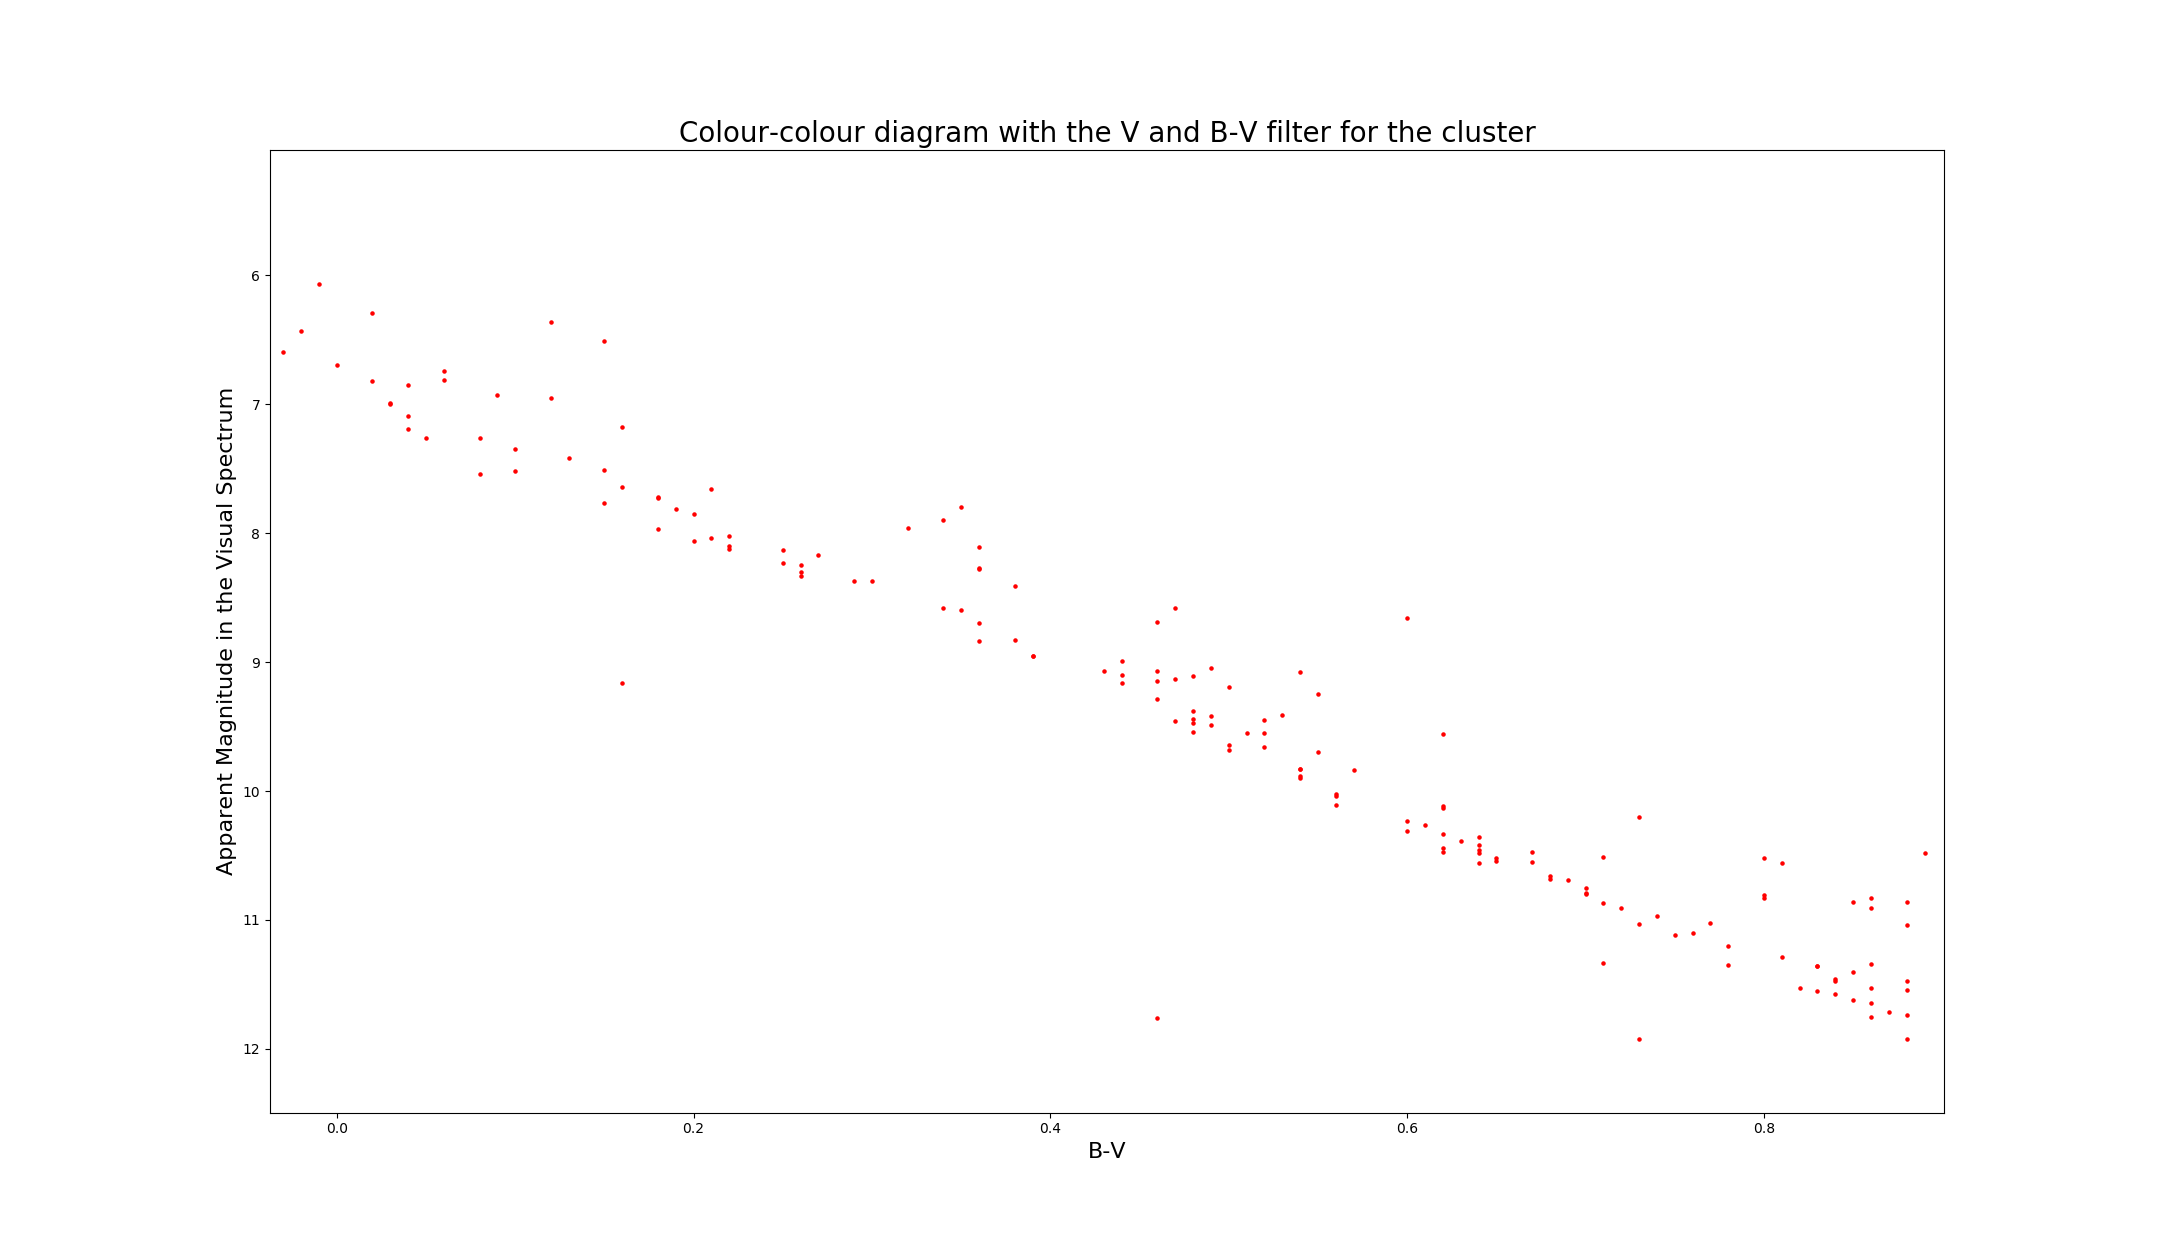 Colour-colour diagram with the V and B-V filter for the cluster
Apparent Magnitude in the Visual Spectrum
6
7
8
9
10
11
12
0.0 0.2 0.4 0.6 0.8
B-V